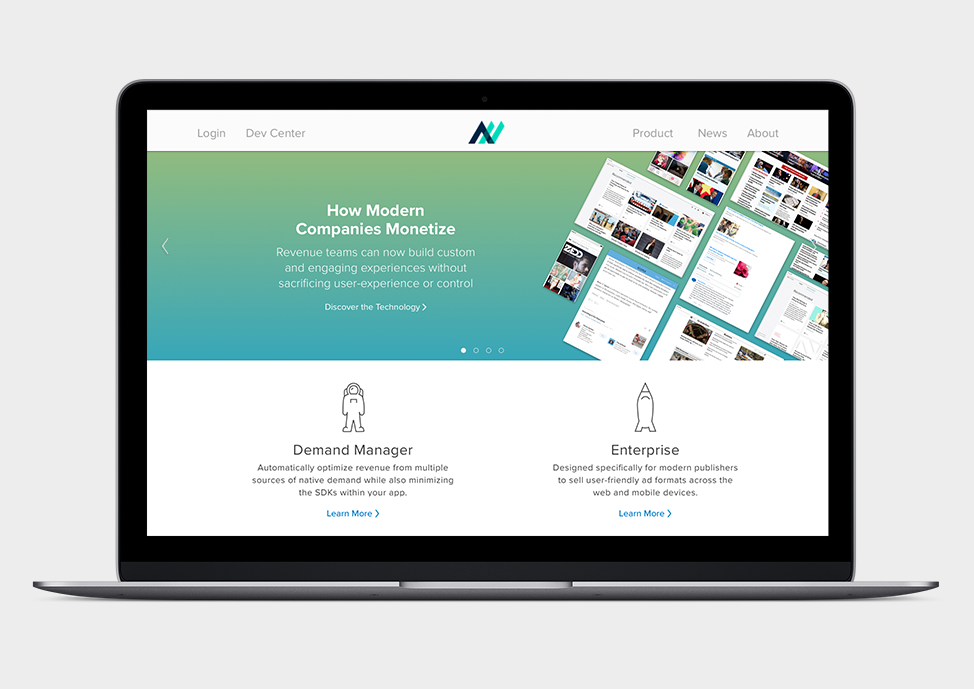 Login
Dev Center
Product
News
About
How Modern
Companies Monetize
Revenue teams can now build custom
and engaging experiences without
sacrificing user-experience or control
Discover the Technology
Demand Manager
Automatically optimize revenue from multiple
sources of native demand while also minimizing
the SDKs within your app.
Learn More
Enterprise
Designed specifically for modern publishers
to sell user-friendly ad formats across the
web and mobile devices.
Learn More